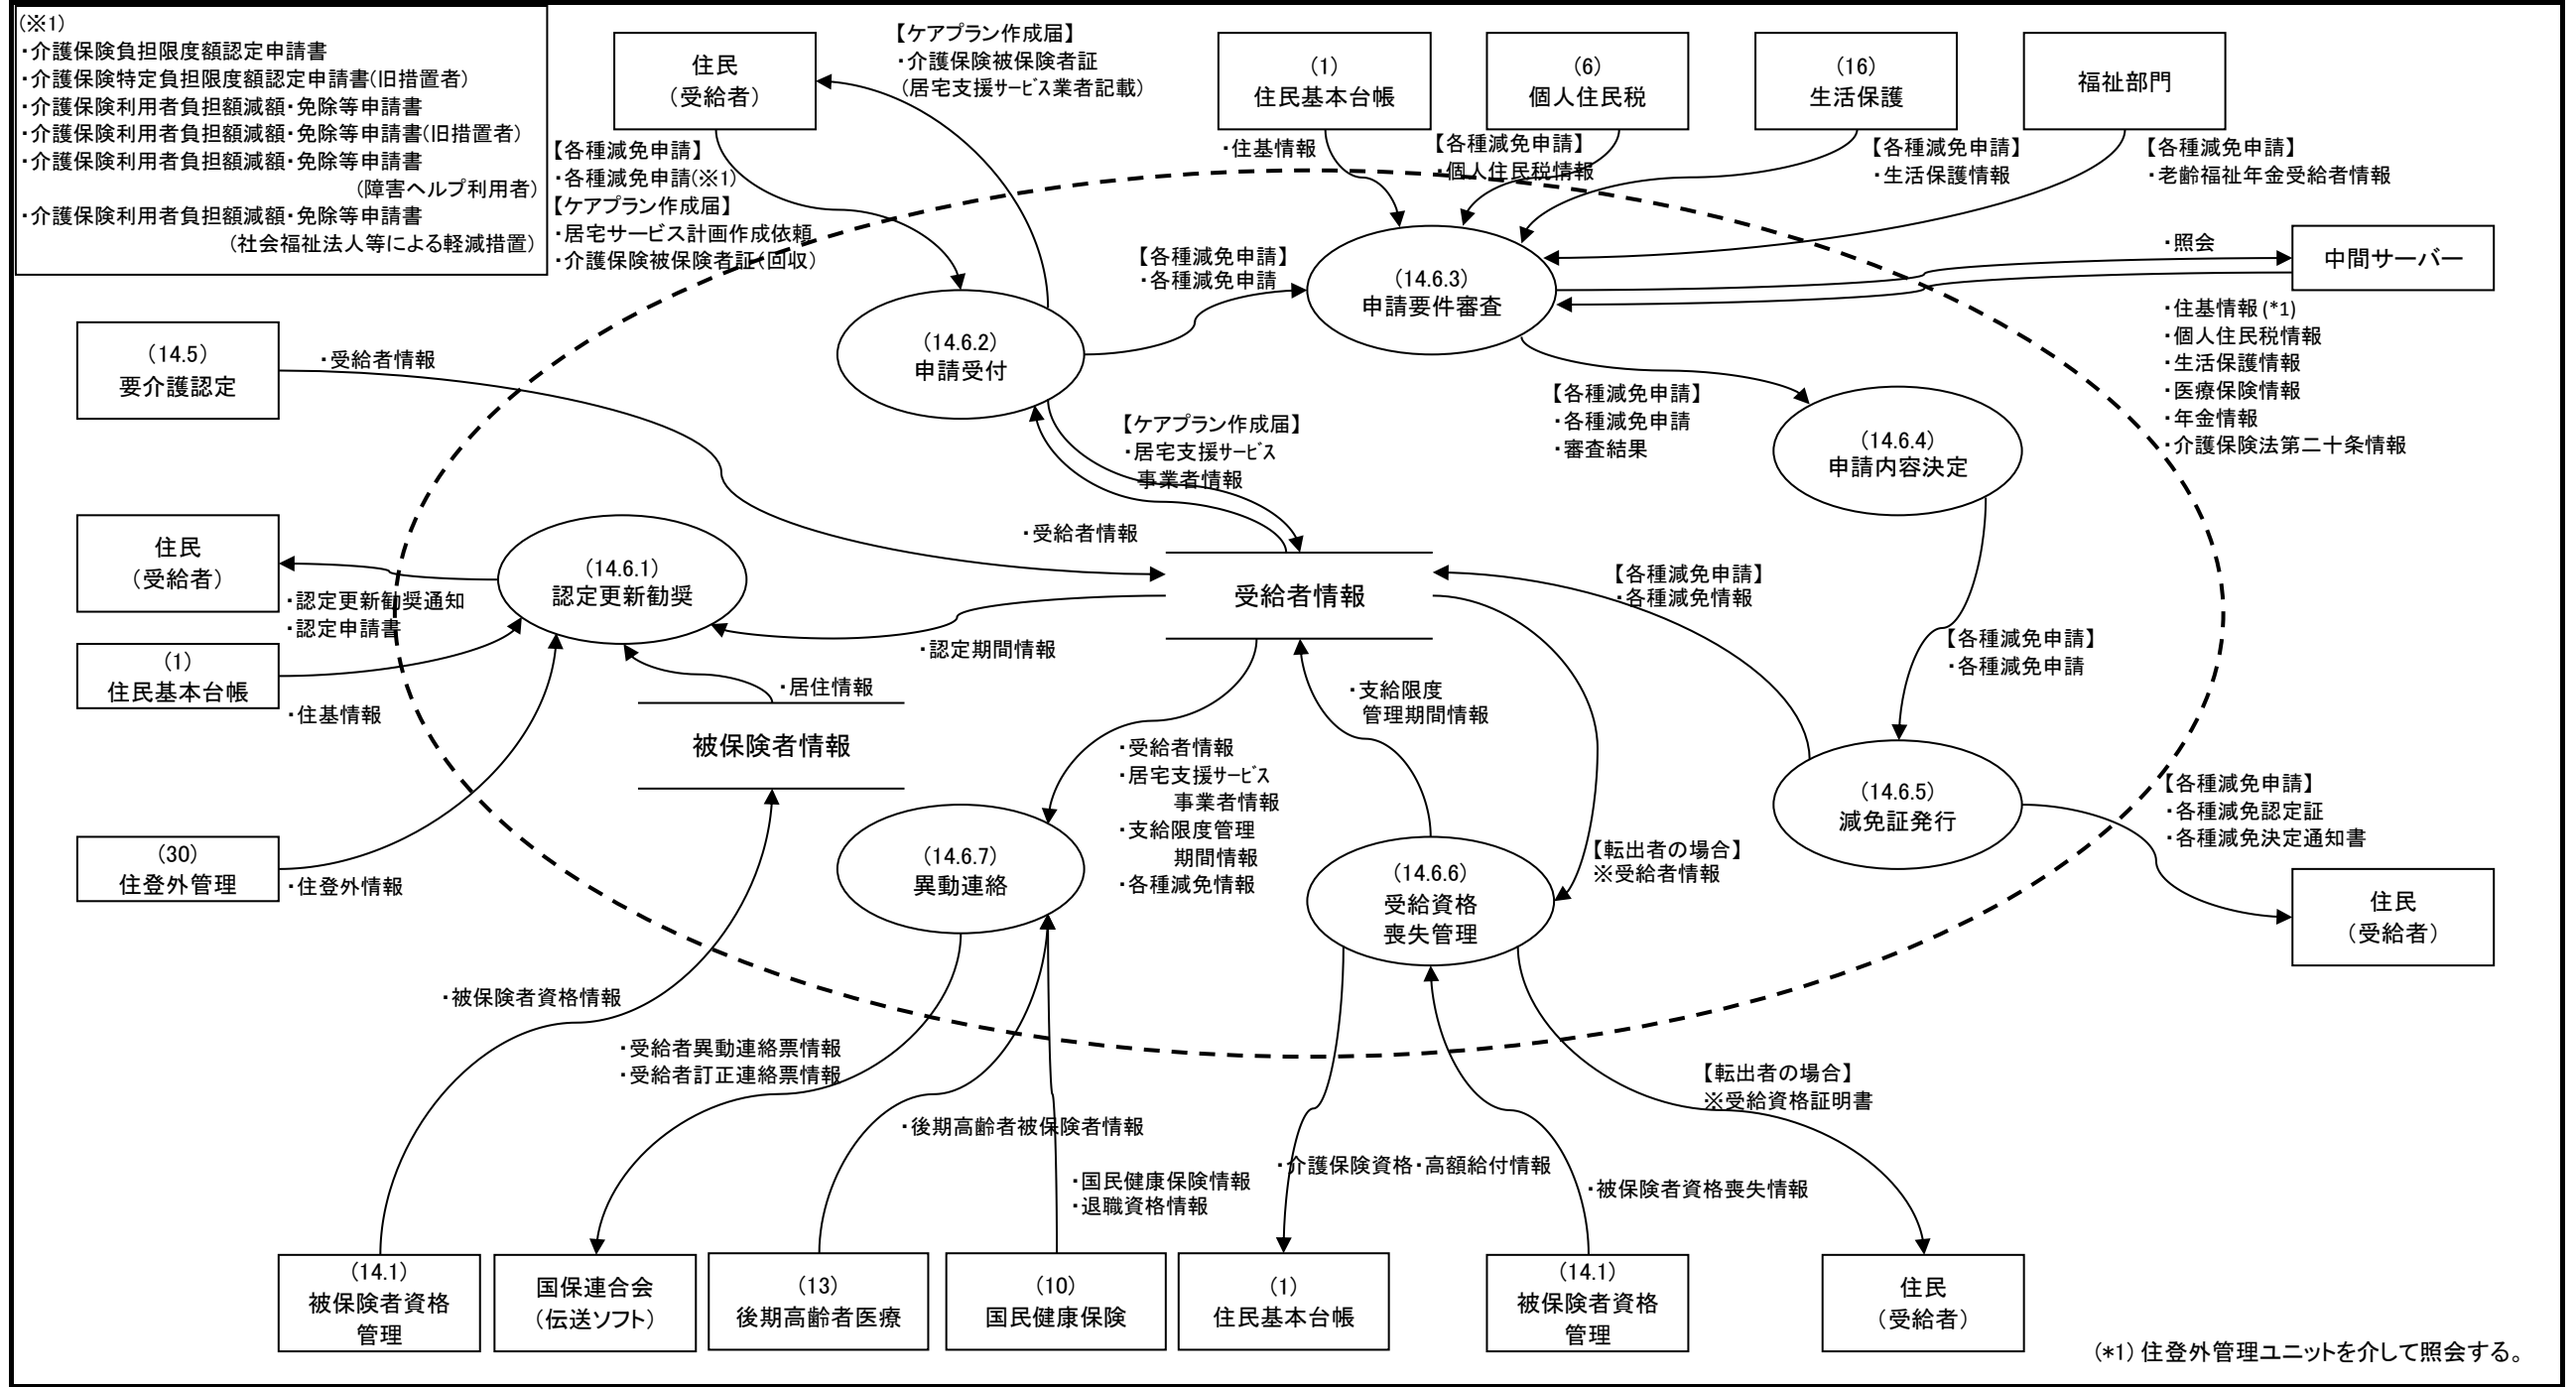 (※1)
・介護保険負担限度額認定申請書
・介護保険特定負担限度額認定申請書(旧措置者)
・介護保険利用者負担額減額・免除等申請書
・介護保険利用者負担額減額・免除等申請書(旧措置者)
・介護保険利用者負担額減額・免除等申請書
(障害ヘルプ利用者)
・介護保険利用者負担額減額・免除等申請書
(社会福祉法人等による軽減措置)
住民
(受給者)
【ケアプラン作成届】
・介護保険被保険者証
(居宅支援ｻｰﾋﾞｽ業者記載)
(1)
住民基本台帳
(6)
個人住民税
(16)
生活保護
福祉部門
【各種減免申請】
・各種減免申請(※1)
【ケアプラン作成届】
・居宅サービス計画作成依頼
・介護保険被保険者証(回収)
・住基情報
【各種減免申請】
・個人住民税情報
【各種減免申請】
・生活保護情報
【各種減免申請】
・老齢福祉年金受給者情報
【各種減免申請】
・各種減免申請
(14.6.3)
申請要件審査
・照会
中間サーバー
・住基情報(*1)
・個人住民税情報
・生活保護情報
・医療保険情報
・年金情報
・介護保険法第二十条情報
(14.5)
要介護認定
・受給者情報
(14.6.2)
申請受付
【各種減免申請】
・各種減免申請
・審査結果
(14.6.4)
申請内容決定
【ケアプラン作成届】
・居宅支援ｻｰﾋﾞｽ
事業者情報
・受給者情報
住民
(受給者)
・認定更新勧奨通知
・認定申請書
(14.6.1)
認定更新勧奨
受給者情報
【各種減免申請】
・各種減免情報
・認定期間情報
【各種減免申請】
・各種減免申請
(1)
住民基本台帳
・住基情報
・居住情報
被保険者情報
・支給限度
管理期間情報
・受給者情報
・居宅支援ｻｰﾋﾞｽ
事業者情報
・支給限度管理
期間情報
・各種減免情報
(14.6.5)
減免証発行
【各種減免申請】
・各種減免認定証
・各種減免決定通知書
(30)
住登外管理
・住登外情報
(14.6.7)
異動連絡
(14.6.6)
受給資格
喪失管理
【転出者の場合】
※受給者情報
住民
(受給者)
・被保険者資格情報
・受給者異動連絡票情報
・受給者訂正連絡票情報
【転出者の場合】
※受給資格証明書
・後期高齢者被保険者情報
・国民健康保険情報
・退職資格情報
・介護保険資格・高額給付情報
・被保険者資格喪失情報
(14.1)
被保険者資格
管理
国保連合会
(伝送ソフト)
(13)
後期高齢者医療
(10)
国民健康保険
(1)
住民基本台帳
(14.1)
被保険者資格
管理
住民
(受給者)
(*1)住登外管理ユニットを介して照会する。